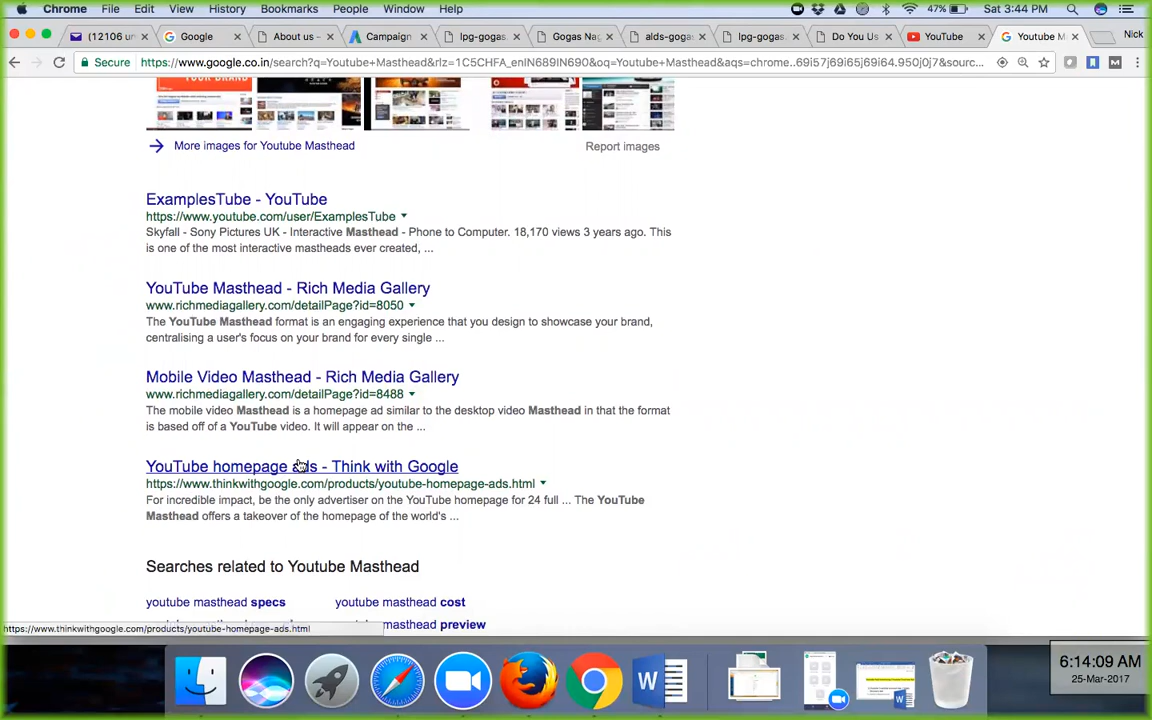 Chrome File Edit View History Bookmarks People Window Help 47% Sat 3:44 PM
(12106 un Google About us - Campaign lpg-gogas. Gogas Nag alds-gogas lpg-gogas. Do You Us YouTube Youtube M Nick
Secure https://www.google.co.in/search?q=Youtube+Masthead&rlz=1C5CHFA_enIN689IN690&oq=Youtube+Masthead&aqs=chrome..69i57j69i65j69i64.950j0j7&sourc...
More images for Youtube Masthead Report images
ExamplesTube - YouTube
https://www.youtube.com/user/ExamplesTube
Skyfall - Sony Pictures UK - Interactive Masthead - Phone to Computer. 18,170 views 3 years ago. This
is one of the most interactive mastheads ever created, ...
YouTube Masthead - Rich Media Gallery
www.richmediagallery.com/detailPage?id=8050
The YouTube Masthead format is an engaging experience that you design to showcase your brand,
centralising a user's focus on your brand for every single ...
Mobile Video Masthead - Rich Media Gallery
www.richmediagallery.com/detailPage?id=8488
The mobile video Masthead is a homepage ad similar to the desktop video Masthead in that the format
is based off of a YouTube video. It will appear on the ...
YouTube homepage ads - Think with Google
https://www.thinkwithgoogle.com/products/youtube-homepage-ads.html
For incredible impact, be the only advertiser on the YouTube homepage for 24 full ... The YouTube
Masthead offers a takeover of the homepage of the world's ...
Searches related to Youtube Masthead
youtube masthead specs youtube masthead cost
masthead preview
https://www.thinkwithgoogle.com/products/youtube-homepage-ads.html
W
6:14:09 AM
25-Mar-2017